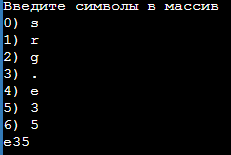 Введите символы в массив
0) s
1) r
2) g
3) .
4) e
5) 3
6) 5
e35